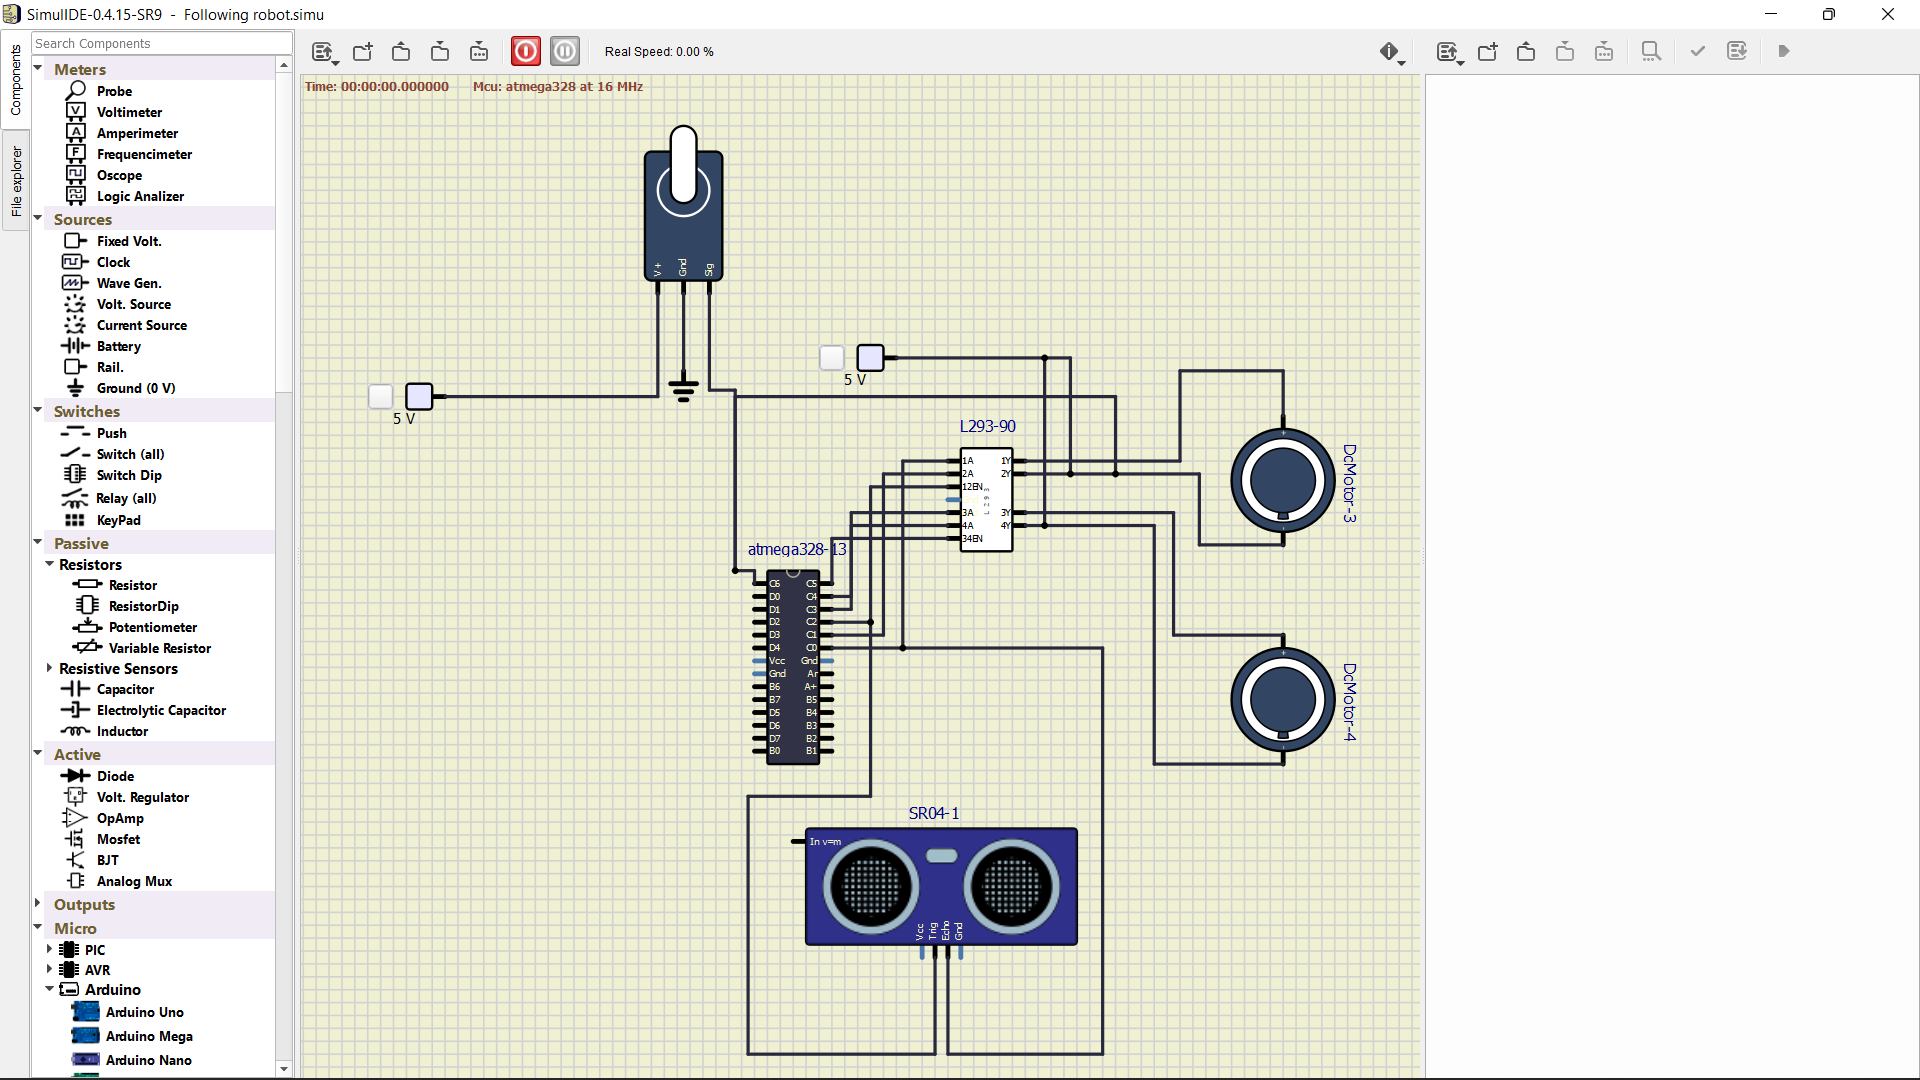 SimulIDE-0.4.15-SR9 - Following robot.simu
Components
File explorer
Search Components
Meters
Probe
Voltimeter
Amperimeter
Frequencimeter
Oscope
Logic Analizer
Sources
Fixed Volt.
Clock
Wave Gen.
Volt. Source
Current Source
Battery
Rail.
Ground (0 V)
Switches
Push
Switch (all)
Switch Dip
Relay (all)
KeyPad
Passive
Resistors
Resistor
ResistorDip
Potentiometer
Variable Resistor
Resistive Sensors
Capacitor
Electrolytic Capacitor
Inductor
Active
Diode
Volt. Regulator
OpAmp
Mosfet
BJT
Analog Mux
Outputs
Micro
PIC
AVR
Arduino
Arduino Uno
Arduino Mega
Arduino Nano
Real Speed: 0.00 %
Time: 00:00:00.000000 Mcu: atmega328 at 16 MHz
V+
Gnd
Sig
5 V
5 V
L293-90
1A 1Y
2A 2Y
12EN
L293
3A 3Y
4A 4Y
34EN
DcMotor-3
DcMotor-4
atmega328-13
C6 C5
D0 C4
D1 C3
D2 C2
D3 C1
D4 C0
Vcc Gnd
Gnd Ar
B6 A+
B7 B5
D5 B4
D6 B3
D7 B2
B0 B1
SR04-1
In v=m
Vcc
Trig
Echo
Gnd